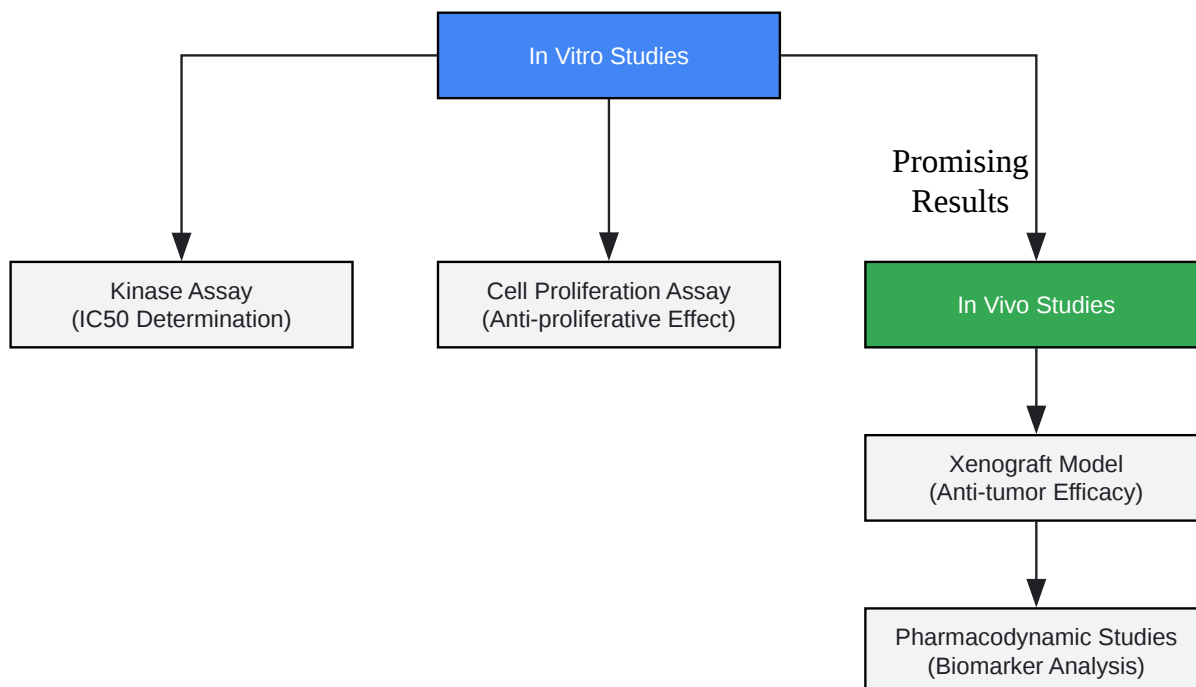 In Vitro Studies
Promising
Results
Kinase Assay
(IC50 Determination)
Cell Proliferation Assay
(Anti-proliferative Effect)
In Vivo Studies
Xenograft Model
(Anti-tumor Efficacy)
Pharmacodynamic Studies
(Biomarker Analysis)